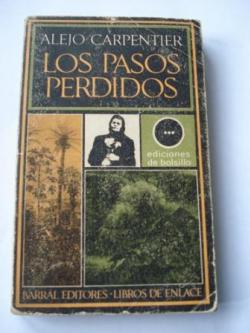 ALEJO CARPENTIER
LOS PASOS
PERDIDOS
ediciones
de bolsillo
BARRAL EDITORES · LIBROS DE ENLACE